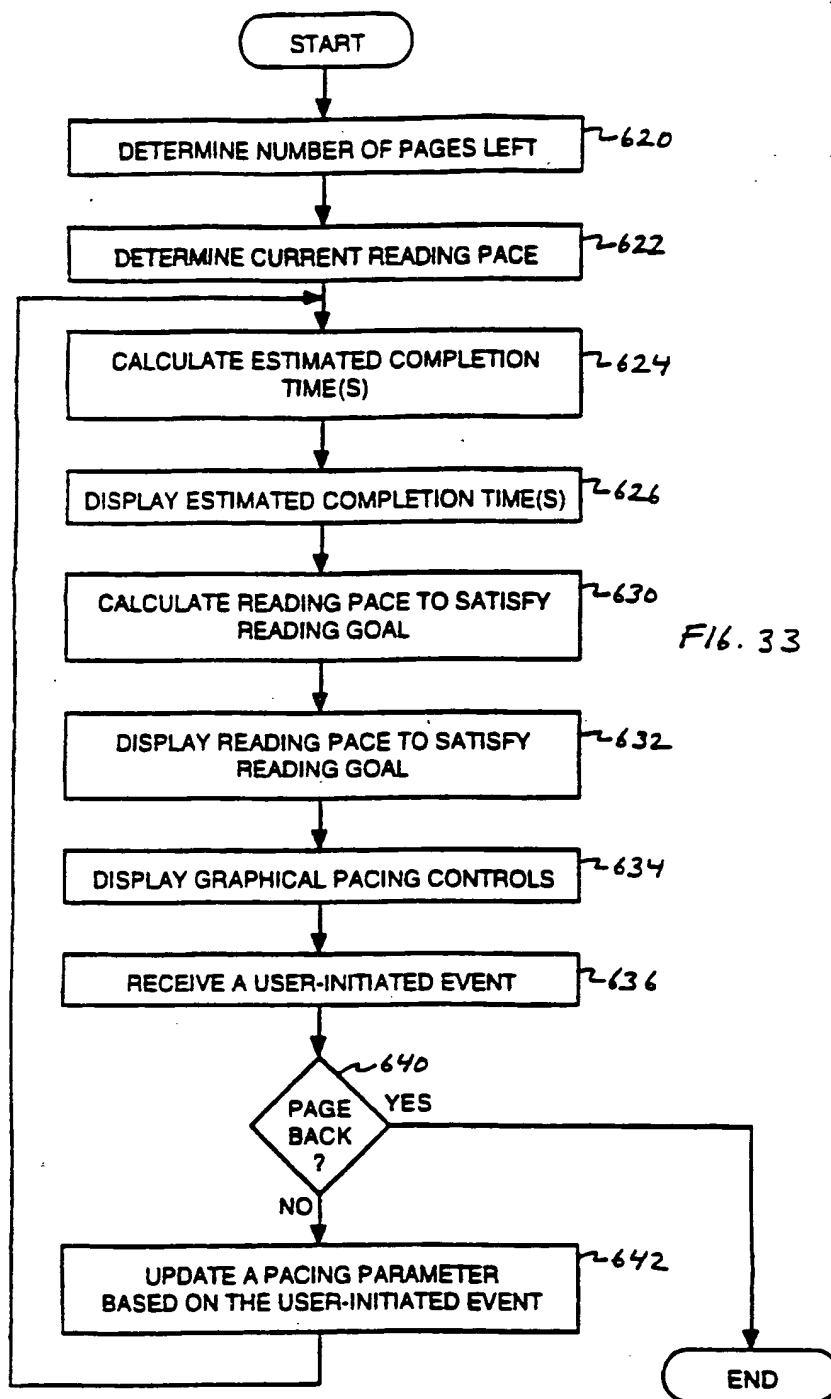 START
DETERMINE NUMBER OF PAGES LEFT
620
DETERMINE CURRENT READING PACE
622
CALCULATE ESTIMATED COMPLETION
TIME(S)
624
DISPLAY ESTIMATED COMPLETION TIME(S)
626
CALCULATE READING PACE TO SATISFY
READING GOAL
630
FIG. 33
DISPLAY READING PACE TO SATISFY
READING GOAL
632
DISPLAY GRAPHICAL PACING CONTROLS
634
RECEIVE A USER-INITIATED EVENT
636
640
PAGE
BACK
?
YES
NO
UPDATE A PACING PARAMETER
BASED ON THE USER-INITIATED EVENT
642
END